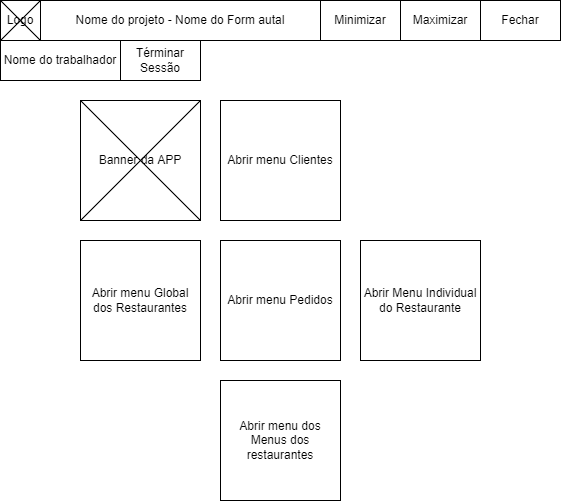 Logo
Nome do projeto - Nome do Form autal
Minimizar
Maximizar
Fechar
Nome do trabalhador
Términar
Sessão
Banner da APP
Abrir menu Clientes
Abrir menu Global
dos Restaurantes
Abrir menu Pedidos
Abrir Menu Individual
do Restaurante
Abrir menu dos
Menus dos
restaurantes